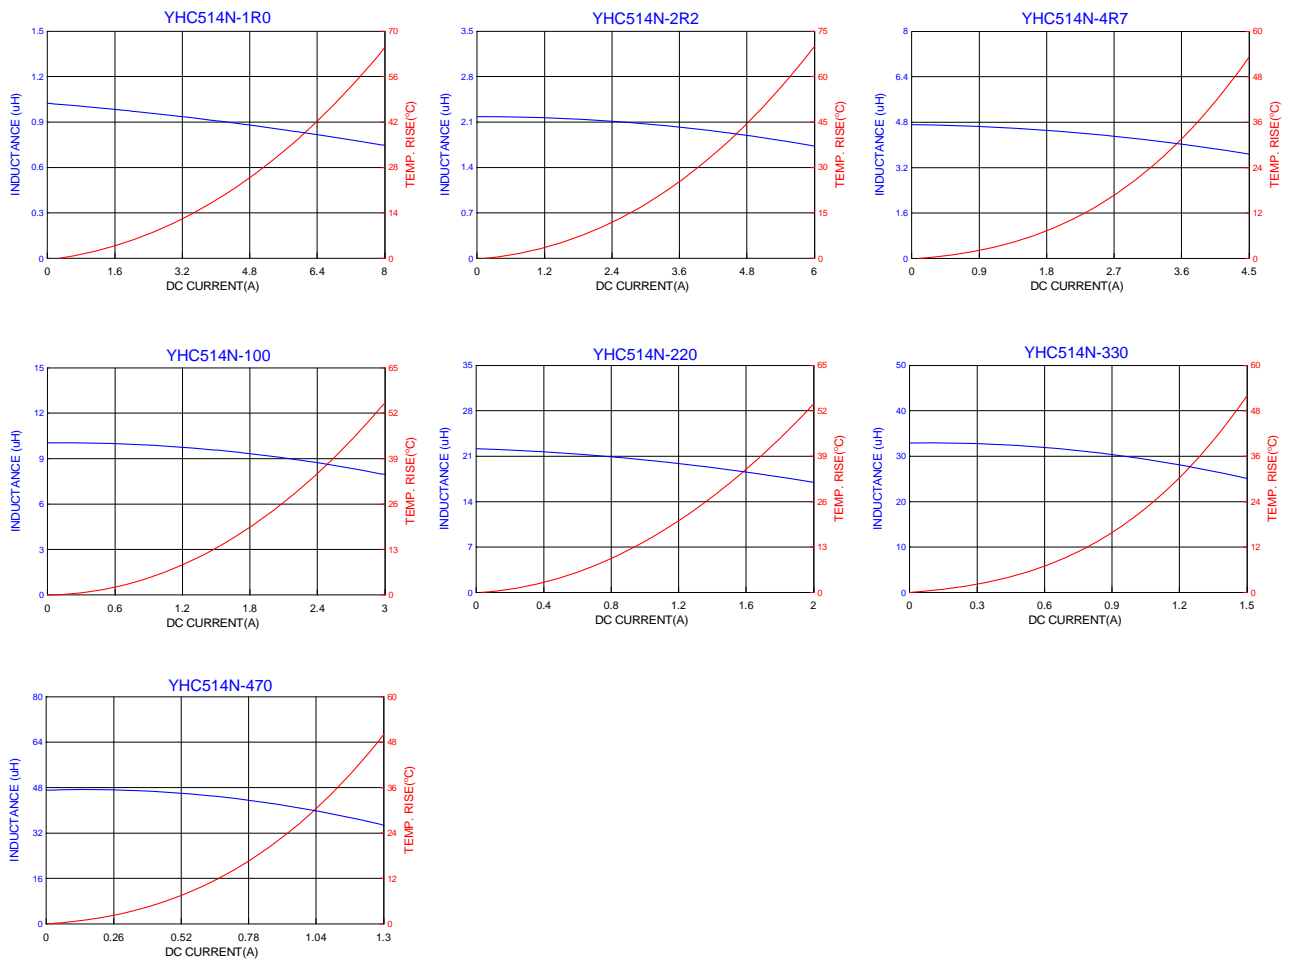 YHC514N-1R0
1.5
1.2
0.9
0.6
0.3
0
INDUCTANCE (uH)
70
56
42
28
14
0
TEMP. RISE(°C)
0 1.6 3.2 4.8 6.4 8
DC CURRENT(A)
YHC514N-2R2
3.5
2.8
2.1
1.4
0.7
0
INDUCTANCE (uH)
75
60
45
30
15
0
TEMP. RISE(°C)
0 1.2 2.4 3.6 4.8 6
DC CURRENT(A)
YHC514N-4R7
8
6.4
4.8
3.2
1.6
0
INDUCTANCE (uH)
60
48
36
24
12
0
TEMP. RISE(°C)
0 0.9 1.8 2.7 3.6 4.5
DC CURRENT(A)
YHC514N-100
15
12
9
6
3
0
INDUCTANCE (uH)
65
52
39
26
13
0
TEMP. RISE(°C)
0 0.6 1.2 1.8 2.4 3
DC CURRENT(A)
YHC514N-220
35
28
21
14
7
0
INDUCTANCE (uH)
65
52
39
26
13
0
TEMP. RISE(°C)
0 0.4 0.8 1.2 1.6 2
DC CURRENT(A)
YHC514N-330
50
40
30
20
10
0
INDUCTANCE (uH)
60
48
36
24
12
0
TEMP. RISE(°C)
0 0.3 0.6 0.9 1.2 1.5
DC CURRENT(A)
YHC514N-470
80
64
48
32
16
0
INDUCTANCE (uH)
60
48
36
24
12
0
TEMP. RISE(°C)
0 0.26 0.52 0.78 1.04 1.3
DC CURRENT(A)